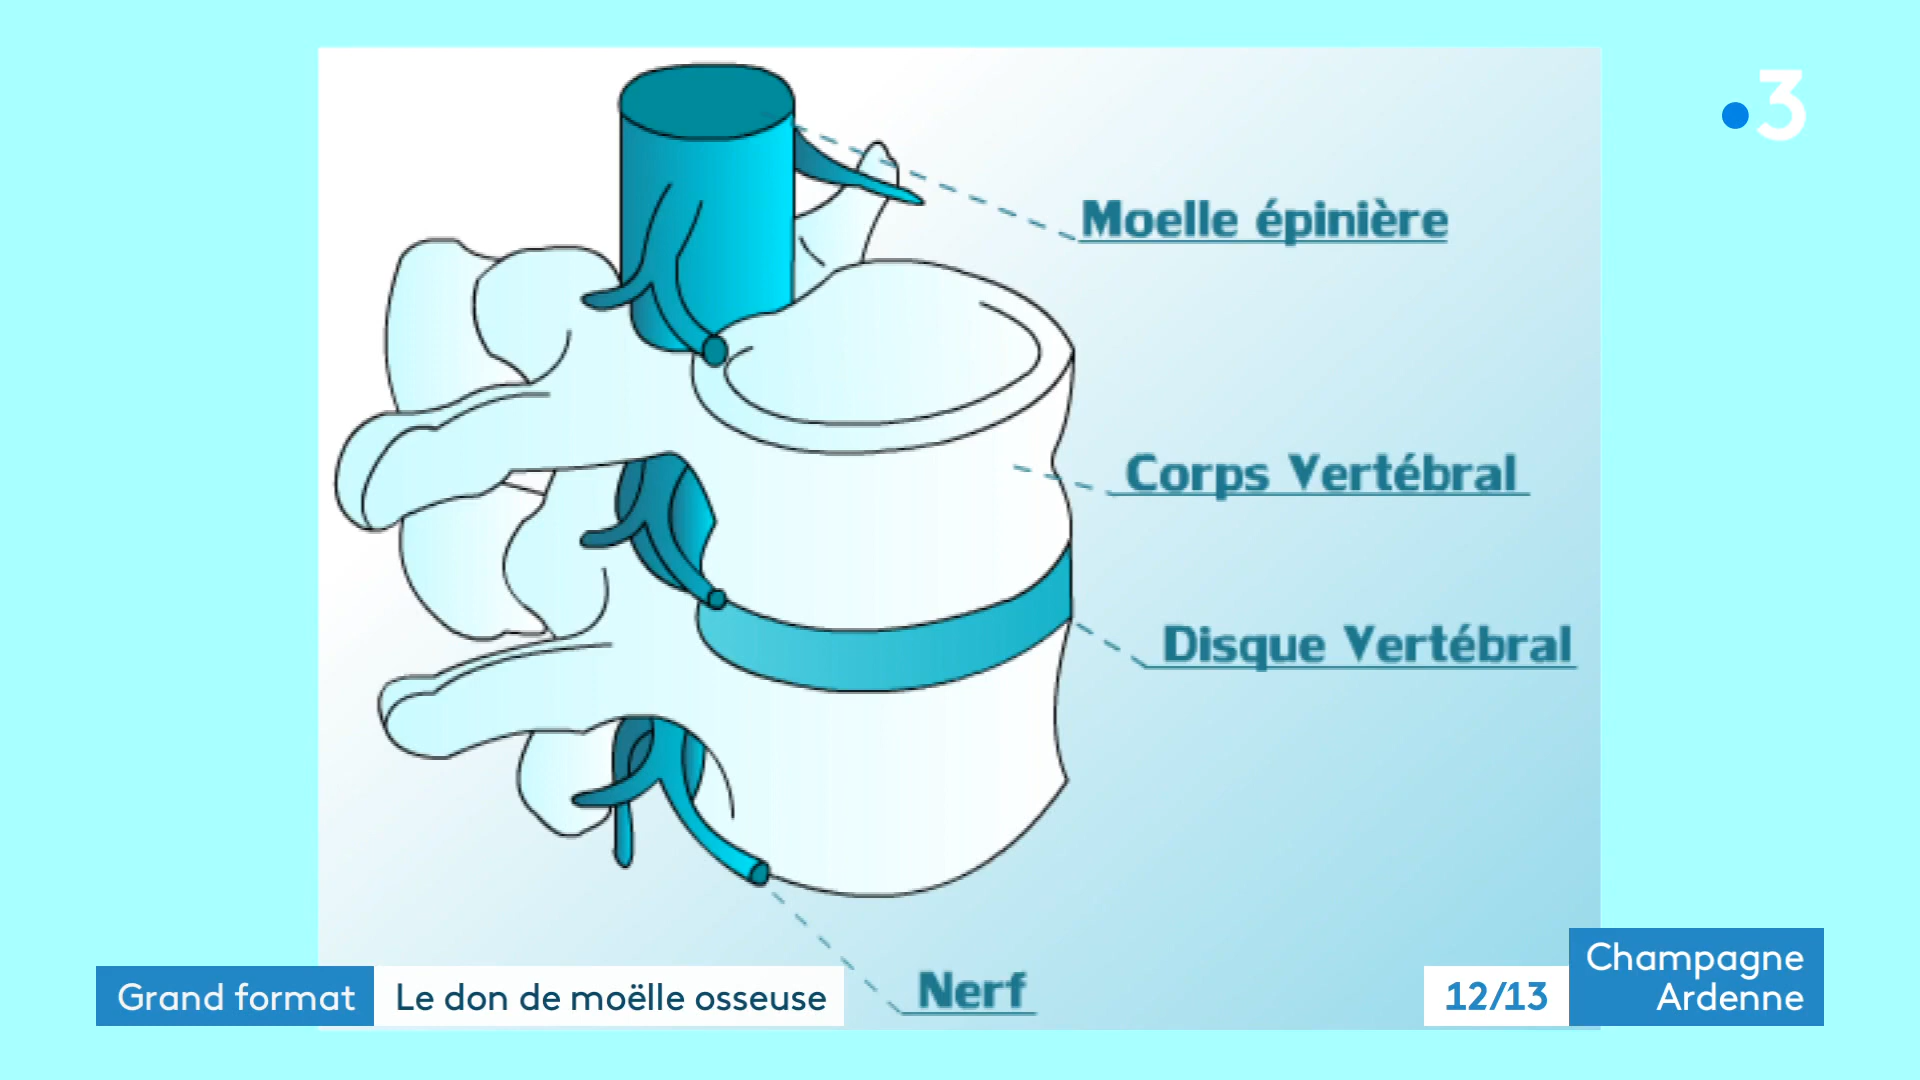 3
Moelle épinière
Corps Vertébral
Disque Vertébral
Nerf
Grand format
Le don de moëlle osseuse
12/13
Champagne
Ardenne